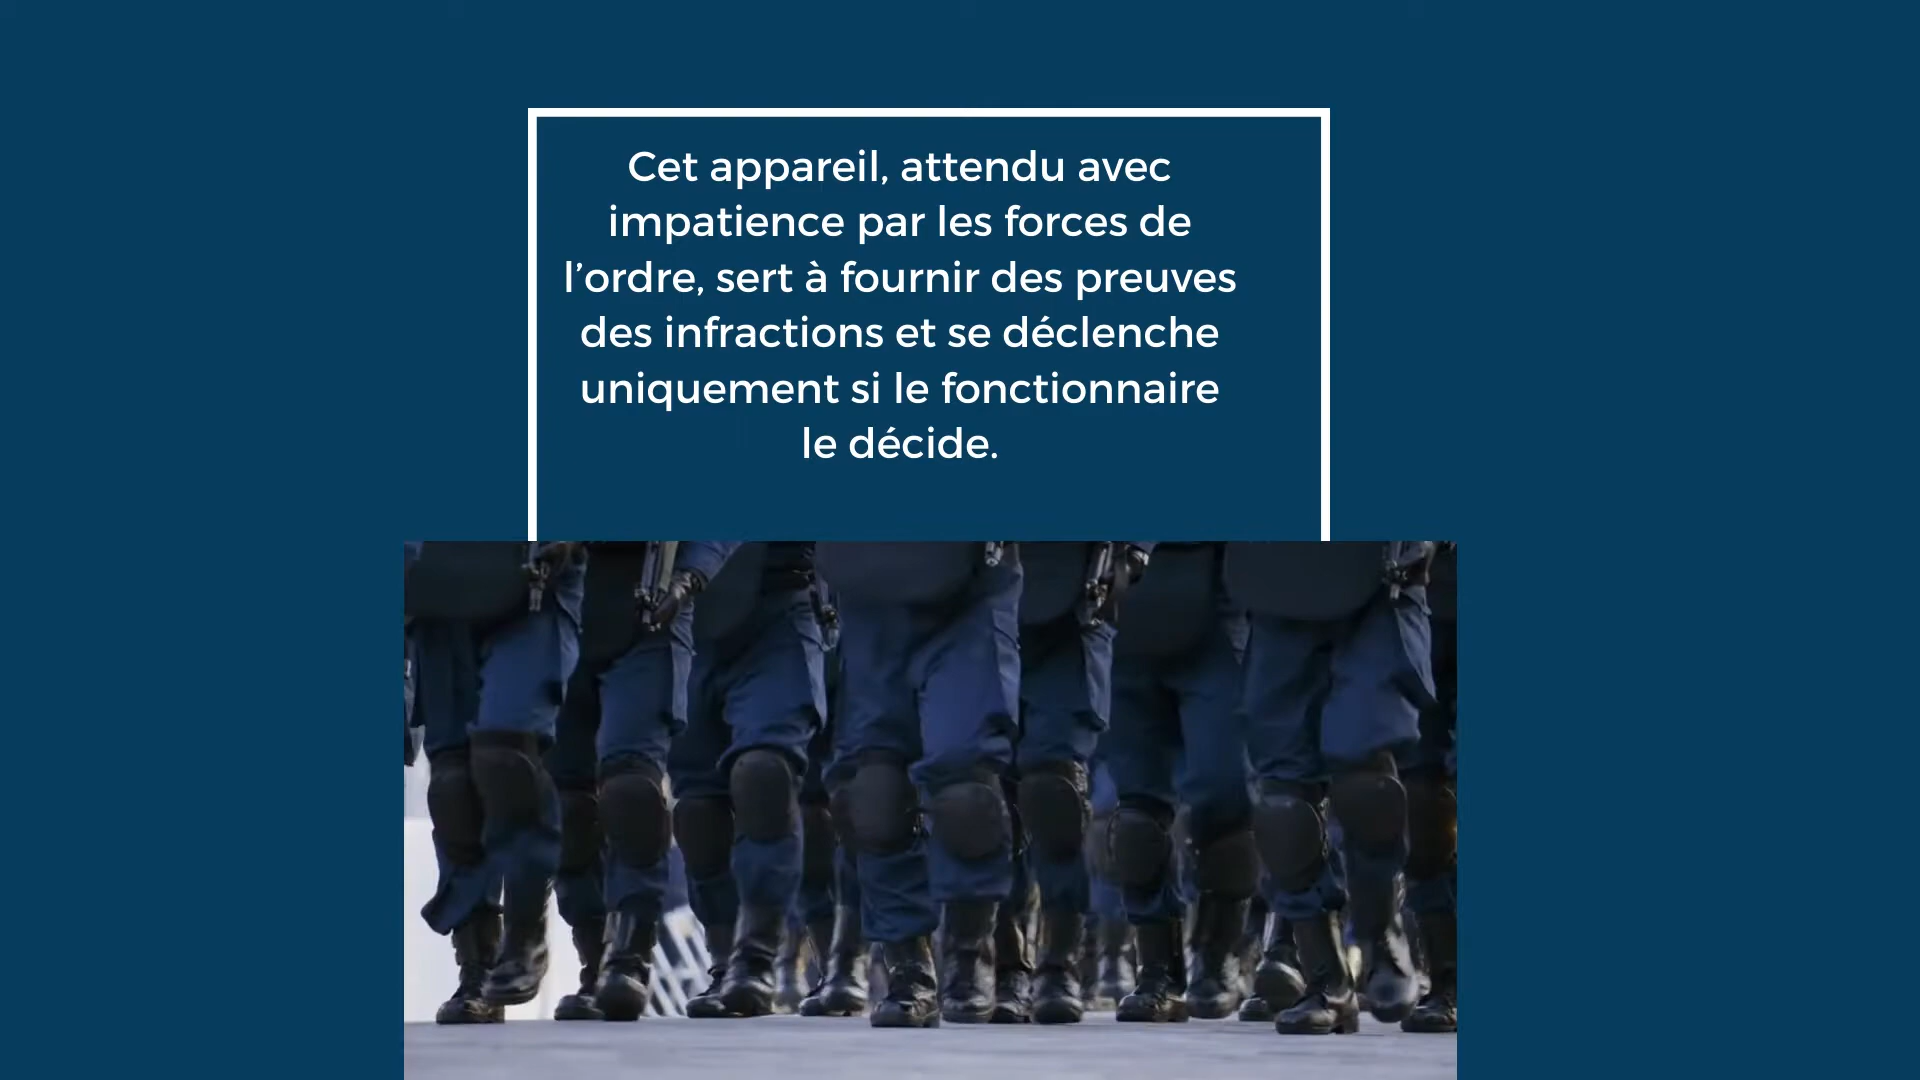 Cet appareil, attendu avec
impatience par les forces de
l’ordre, sert à fournir des preuves
des infractions et se déclenche
uniquement si le fonctionnaire
le décide.